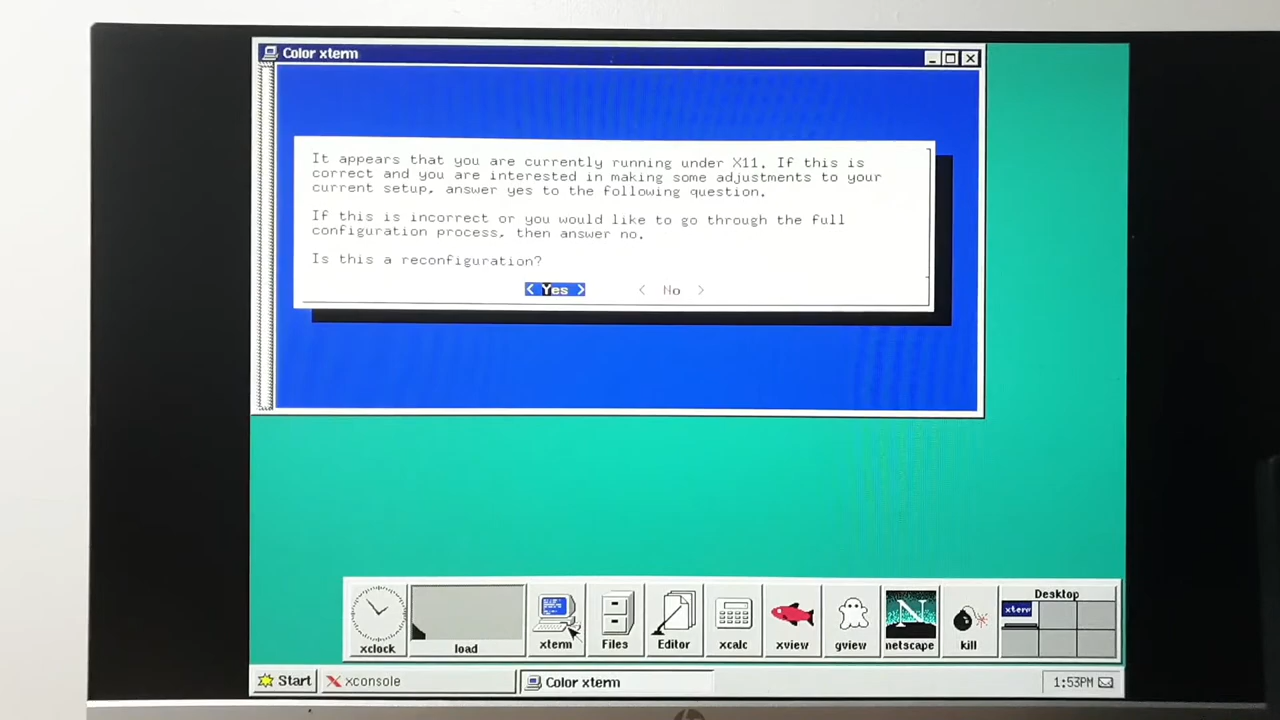 Color xterm
It appears that you are currently running under X11. If this is
correct and you are interested in making some adjustments to your
current setup, answer yes to the following question.
If this is incorrect or you would like to go through the full
configuration process, then answer no.
Is this a reconfiguration?
< Yes > < No >
Desktop
xterm
N
xclock load xterm Files Editor xcalc xview gview netscape kill
Start xconsole Color xterm 1:53PM